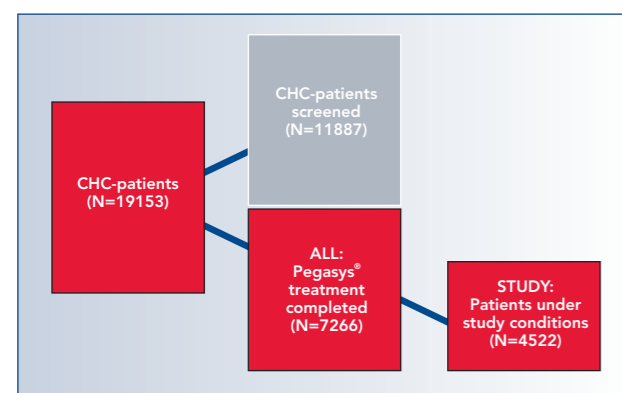 CHC-patients
screened
(N=11887)
CHC-patients
(N=19153)
ALL:
Pegasys®
treatment
completed
(N=7266)
STUDY:
Patients under
study conditions
(N=4522)